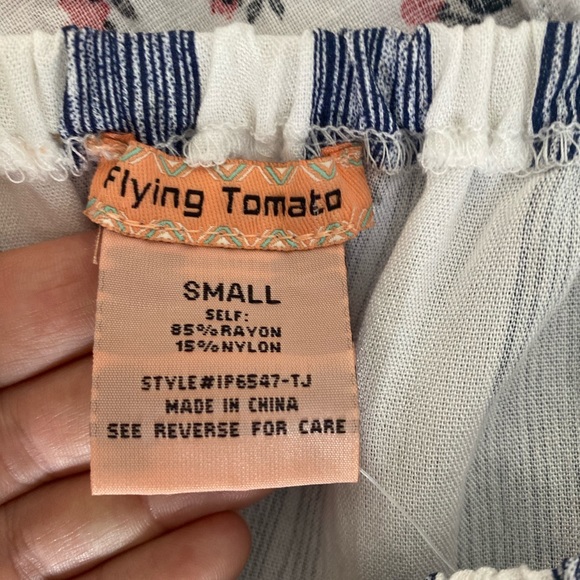 Flying Tomato
SMALL
SELF:
85%RAYON
15%NYLON
STYLE#IP6547-TJ
MADE IN CHINA
SEE REVERSE FOR CARE